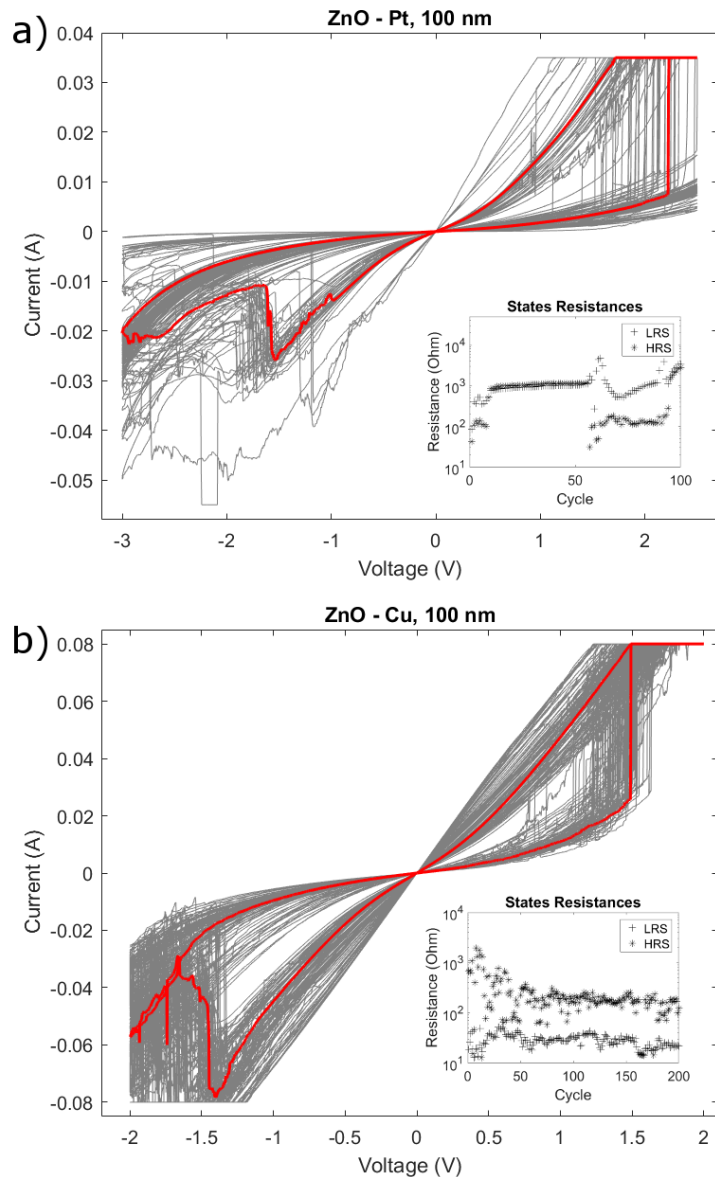 a)
ZnO - Pt, 100 nm
0.04
0.03
0.02
0.01
0
-0.01
-0.02
-0.03
-0.04
-0.05
Current (A)
-3
-2
-1
0
1
2
Voltage (V)
States Resistances
LRS
HRS
10^4
10^3
10^2
10^1
Resistance (Ohm)
0
50
100
Cycle
b)
ZnO - Cu, 100 nm
0.08
0.06
0.04
0.02
0
-0.02
-0.04
-0.06
-0.08
Current (A)
-2
-1.5
-1
-0.5
0
0.5
1
1.5
2
Voltage (V)
States Resistances
LRS
HRS
10^4
10^3
10^2
10^1
Resistance (Ohm)
0
50
100
150
200
Cycle